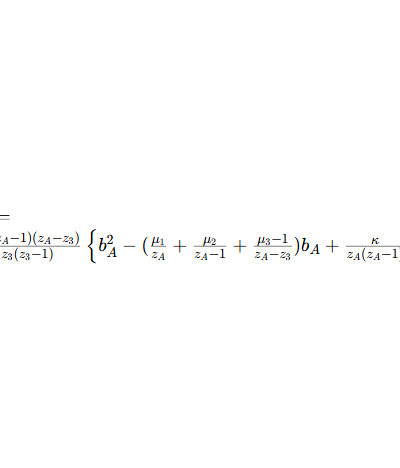 =
\frac{z_A-1)(z_A-z_3)}{z_3(z_3-1)} \left\{ b_A^2 - (\frac{\mu_1}{z_A} + \frac{\mu_2}{z_A-1} + \frac{\mu_3-1}{z_A-z_3})b_A + \frac{\kappa}{z_A(z_A-1)}